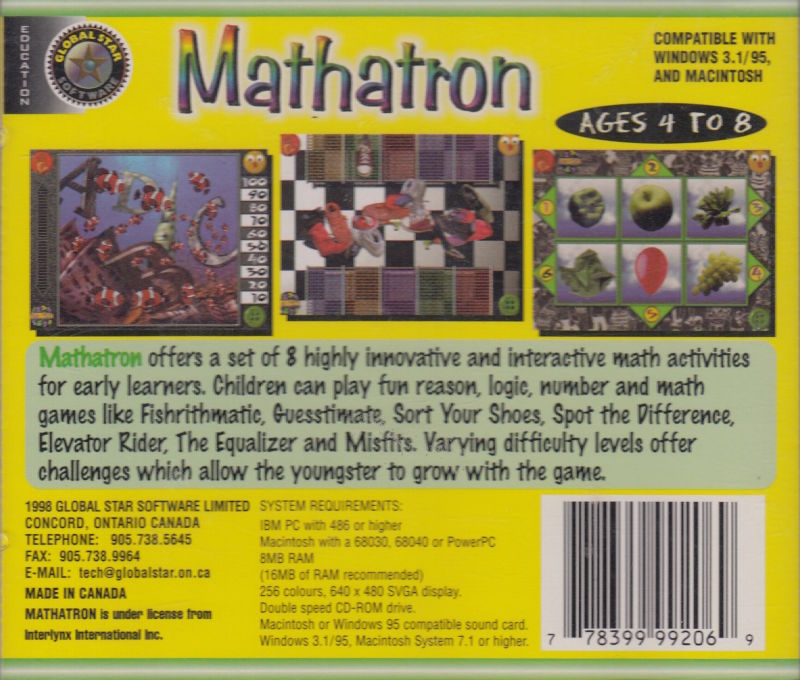 EDUCATION
GLOBAL STAR
SOFTWARE
Mathatron
COMPATIBLE WITH
WINDOWS 3.1/95,
AND MACINTOSH
AGES 4 TO 8
100
90
80
70
60
50
40
30
20
10
1
2
3
4
5
6
Mathatron offers a set of 8 highly innovative and interactive math activities
for early learners. Children can play fun reason, logic, number and math
games like Fishrithmatic, Guesstimate, Sort Your Shoes, Spot the Difference,
Elevator Rider, The Equalizer and Misfits. Varying difficulty levels offer
challenges which allow the youngster to grow with the game.
1998 GLOBAL STAR SOFTWARE LIMITED
CONCORD, ONTARIO CANADA
TELEPHONE: 905.738.5645
FAX: 905.738.9964
E-MAIL: tech@globalstar.on.ca
MADE IN CANADA
MATHATRON is under license from
Interlynx International Inc.
SYSTEM REQUIREMENTS:
IBM PC with 486 or higher
Macintosh with a 68030, 68040 or PowerPC
8MB RAM
(16MB of RAM recommended)
256 colours, 640 x 480 SVGA display.
Double speed CD-ROM drive.
Macintosh or Windows 95 compatible sound card.
Windows 3.1/95, Macintosh System 7.1 or higher.
7 78399 99206 9